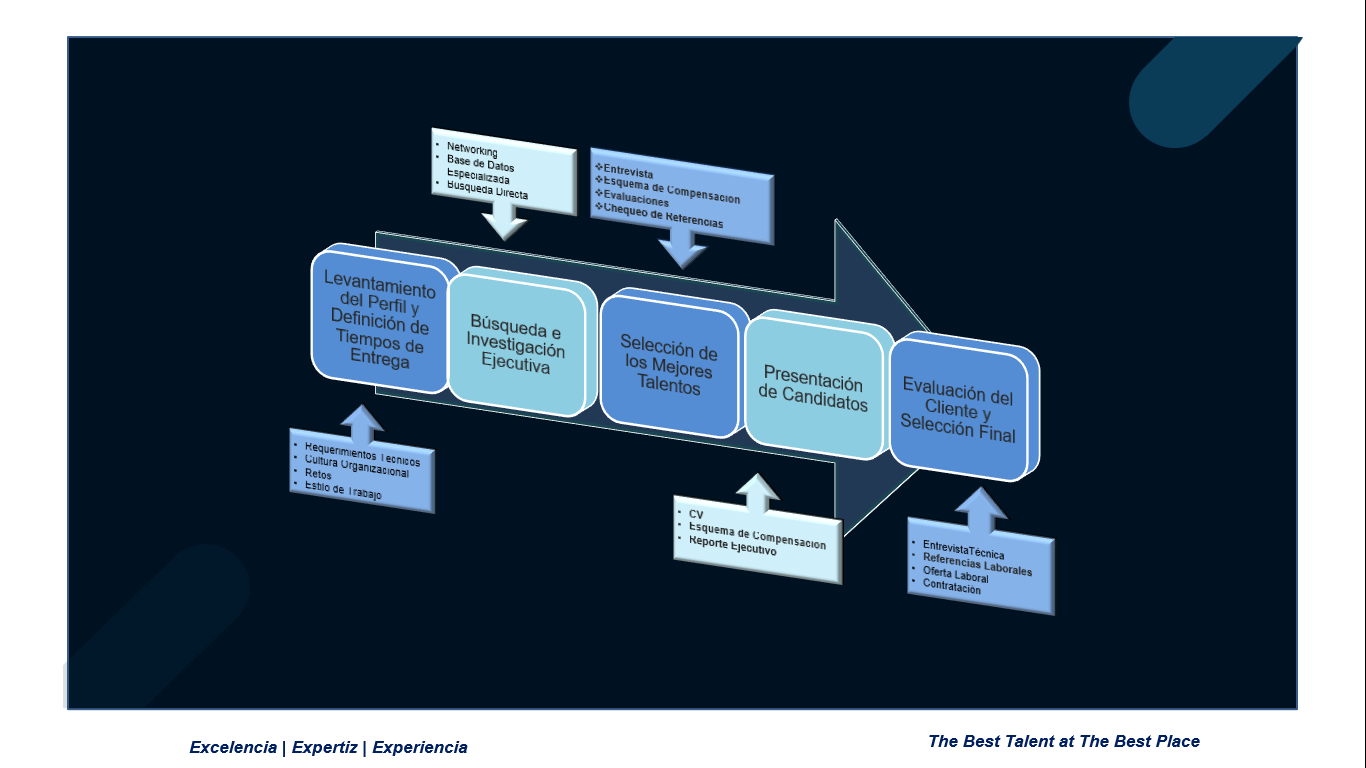 • Networking
• Base de Datos
Especializada
• Búsqueda Directa
❖Entrevista
❖Esquema de Compensación
❖Evaluaciones
❖Chequeo de Referencias
Levantamiento
del Perfil y
Definición de
Tiempos de
Entrega
Búsqueda e
Investigación
Ejecutiva
Selección de
los Mejores
Talentos
Presentación
de Candidatos
Evaluación del
Cliente y
Selección Final
• Requerimientos Técnicos
• Cultura Organizacional
• Retos
• Estilo de Trabajo
• CV
• Esquema de Compensación
• Reporte Ejecutivo
• EntrevistaTécnica
• Referencias Laborales
• Oferta Laboral
• Contratación
Excelencia | Expertiz | Experiencia
The Best Talent at The Best Place